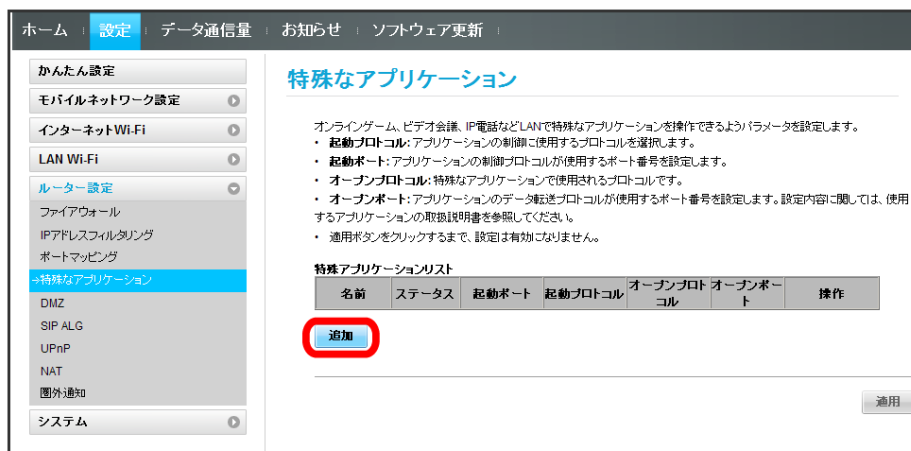 ホーム 設定 データ通信量 お知らせ ソフトウェア更新
かんたん設定
モバイルネットワーク設定
インターネットWi-Fi
LAN Wi-Fi
ルーター設定
ファイアウォール
IPアドレスフィルタリング
ポートマッピング
→特殊なアプリケーション
DMZ
SIP ALG
UPnP
NAT
圏外通知
システム
特殊なアプリケーション
オンラインゲーム、ビデオ会議、IP電話などLANで特殊なアプリケーションを操作できるようパラメータを設定します。
・ 起動プロトコル:アプリケーションの制御に使用するプロトコルを選択します。
・ 起動ポート:アプリケーションの制御プロトコルが使用するポート番号を設定します。
・ オープンプロトコル:特殊なアプリケーションで使用されるプロトコルです。
・ オープンポート:アプリケーションのデータ転送プロトコルが使用するポート番号を設定します。設定内容に関しては、使用
するアプリケーションの取扱説明書を参照してください。
・ 適用ボタンをクリックするまで、設定は有効になりません。
特殊アプリケーションリスト
名前 ステータス 起動ポート 起動プロトコル オープンプロト オープンポー 操作
コル ト
追加
適用